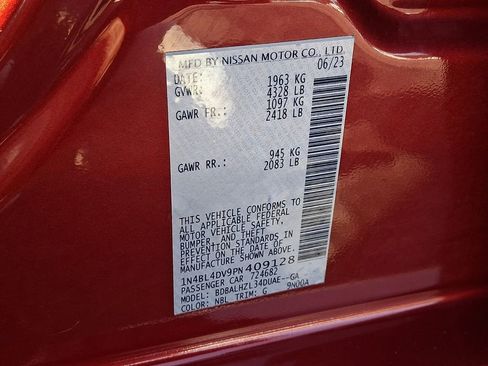 MFD BY NISSAN MOTOR CO., LTD.
DATE: 06/23
GVWR: 1963 KG
4328 LB
GAWR FR.: 1097 KG
2418 LB
GAWR RR.: 945 KG
2083 LB
THIS VEHICLE CONFORMS TO
ALL APPLICABLE FEDERAL
MOTOR VEHICLE SAFETY,
BUMPER, AND THEFT
PREVENTION STANDARDS IN
EFFECT ON THE DATE OF
MANUFACTURE SHOWN ABOVE.
1N4BL4DV9PN409128
PASSENGER CAR 724682
MODEL: BDBALHZL34DUAE--GA
COLOR: NBL TRIM: G 9N00A